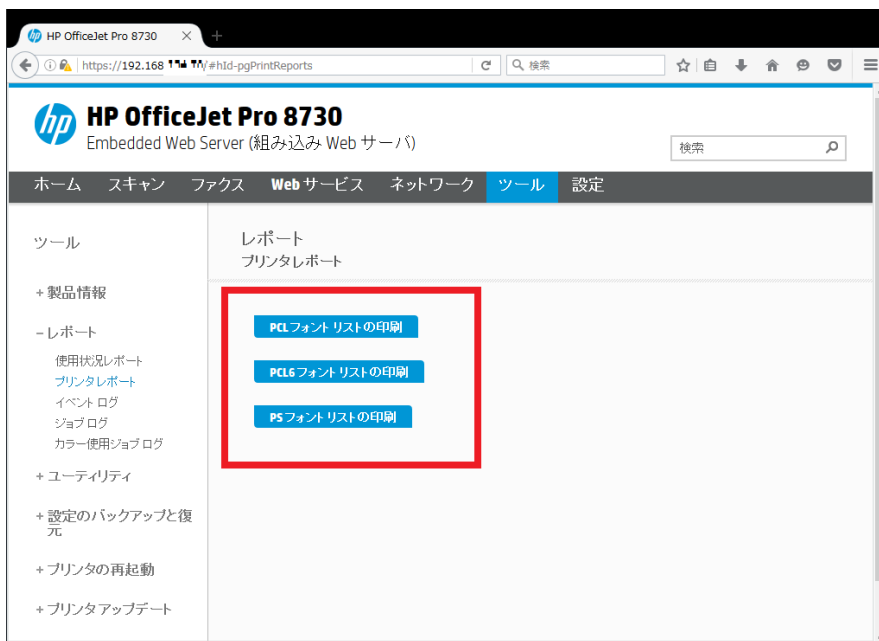 HP OfficeJet Pro 8730
https://192.168 /#hId-pgPrintReports
検索
hp
HP OfficeJet Pro 8730
Embedded Web Server (組み込み Web サーバ)
検索
ホーム スキャン ファクス Web サービス ネットワーク ツール 設定
ツール
+ 製品情報
- レポート
使用状況レポート
プリンタレポート
イベント ログ
ジョブ ログ
カラー使用ジョブ ログ
+ ユーティリティ
+ 設定のバックアップと復
元
+ プリンタの再起動
+ プリンタ アップデート
レポート
プリンタレポート
PCL フォント リストの印刷
PCL6 フォント リストの印刷
PS フォント リストの印刷